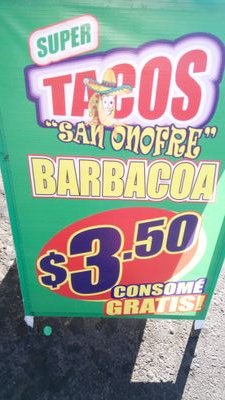 SUPER
TACOS
"SAN ONOFRE"
BARBACOA
$3.50
CONSOMÉ
GRATIS!